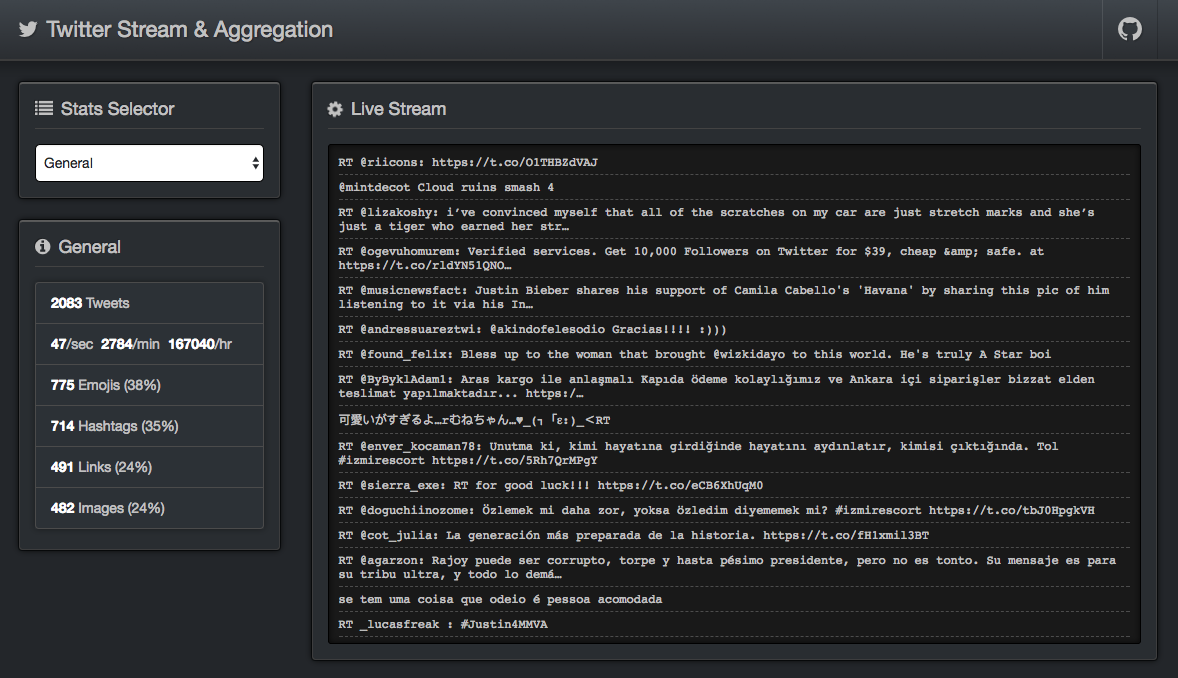 Twitter Stream & Aggregation
Stats Selector
General
General
2083 Tweets
47/sec 2784/min 167040/hr
775 Emojis (38%)
714 Hashtags (35%)
491 Links (24%)
482 Images (24%)
Live Stream
RT @riicons: https://t.co/O1THBZdVAJ
@mintdecot Cloud ruins smash 4
RT @lizakoshy: i’ve convinced myself that all of the scratches on my car are just stretch marks and she’s
just a tiger who earned her str…
RT @ogevuhomurem: Verified services. Get 10,000 Followers on Twitter for $39, cheap &amp; safe. at
https://t.co/rldYN51QNO…
RT @musicnewsfact: Justin Bieber shares his support of Camila Cabello's 'Havana' by sharing this pic of him
listening to it via his In…
RT @andressuareztwi: @akindofelesodio Gracias!!!! :)))
RT @found_felix: Bless up to the woman that brought @wizkidayo to this world. He's truly A Star boi
RT @ByByklAdam1: Aras kargo ile anlaşmalı Kapıda ödeme kolaylığımız ve Ankara içi siparişler bizzat elden
teslimat yapılmaktadır... https:/…
可愛いがすぎるよ…rむねちゃん…♥_(┐「ε:)_<RT
RT @enver_kocaman78: Unutma ki, kimi hayatına girdiğinde hayatını aydınlatır, kimisi çıktığında. Tol
#izmirescort https://t.co/5Rh7QrMPgY
RT @sierra_exe: RT for good luck!!! https://t.co/eCB6XhUqM0
RT @doguchiinozome: Özlemek mi daha zor, yoksa özledim diyememek mi? #izmirescort https://t.co/tbJ0HpgkVH
RT @cot_julia: La generación más preparada de la historia. https://t.co/fH1xmil3BT
RT @agarzon: Rajoy puede ser corrupto, torpe y hasta pésimo presidente, pero no es tonto. Su mensaje es para
su tribu ultra, y todo lo demá…
se tem uma coisa que odeio é pessoa acomodada
RT _lucasfreak : #Justin4MMVA